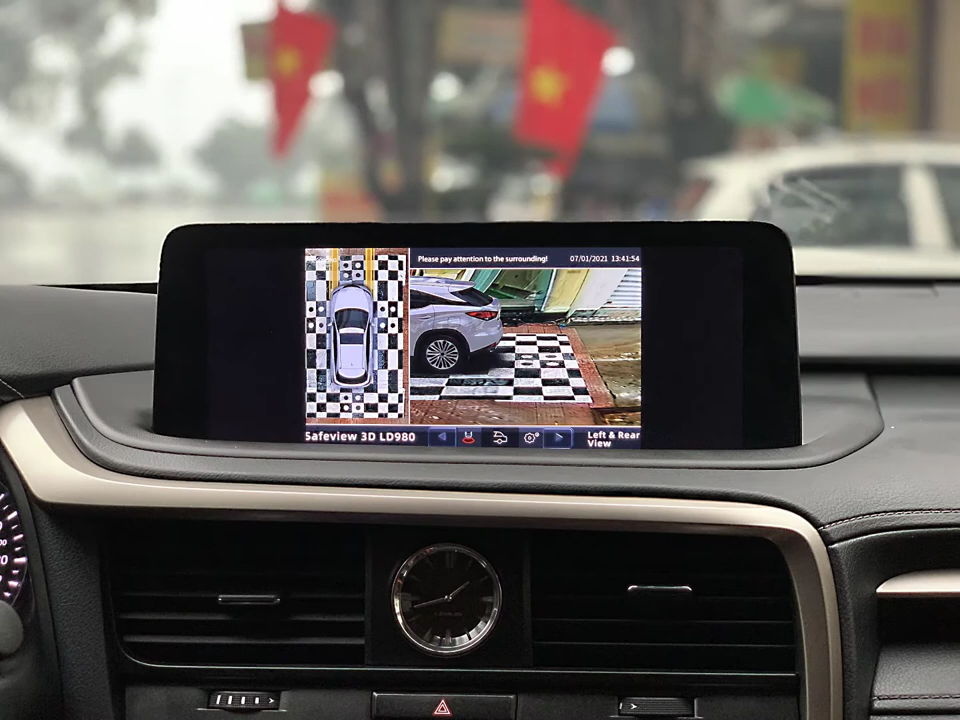 Please pay attention to the surrounding! 07/01/2021 13:41:54
Safeview 3D LD980
Left & Rear
View
LEXUS